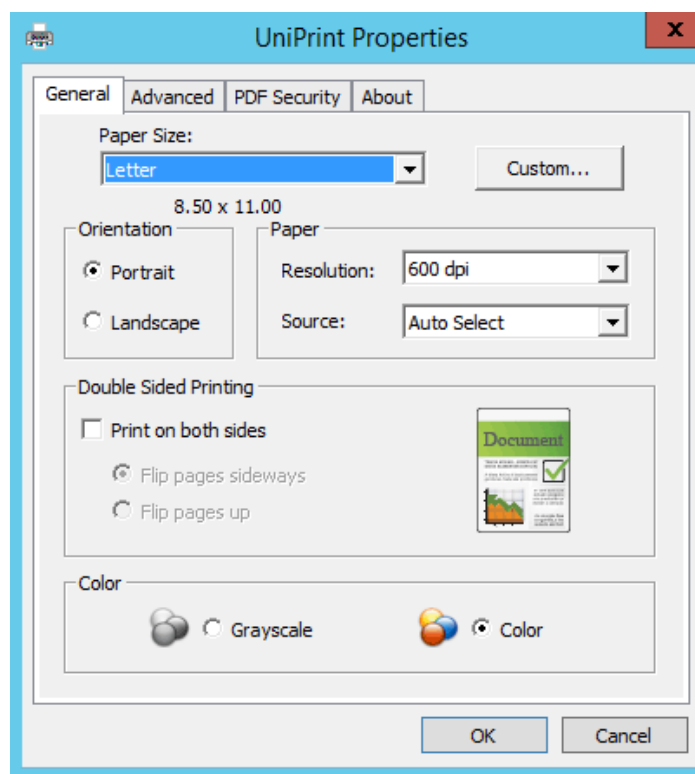 UniPrint Properties
x
General Advanced PDF Security About
Paper Size:
Letter
Custom...
8.50 x 11.00
Orientation
Portrait
Landscape
Paper
Resolution: 600 dpi
Source: Auto Select
Double Sided Printing
Print on both sides
Flip pages sideways
Flip pages up
Document
Color
Grayscale
Color
OK Cancel